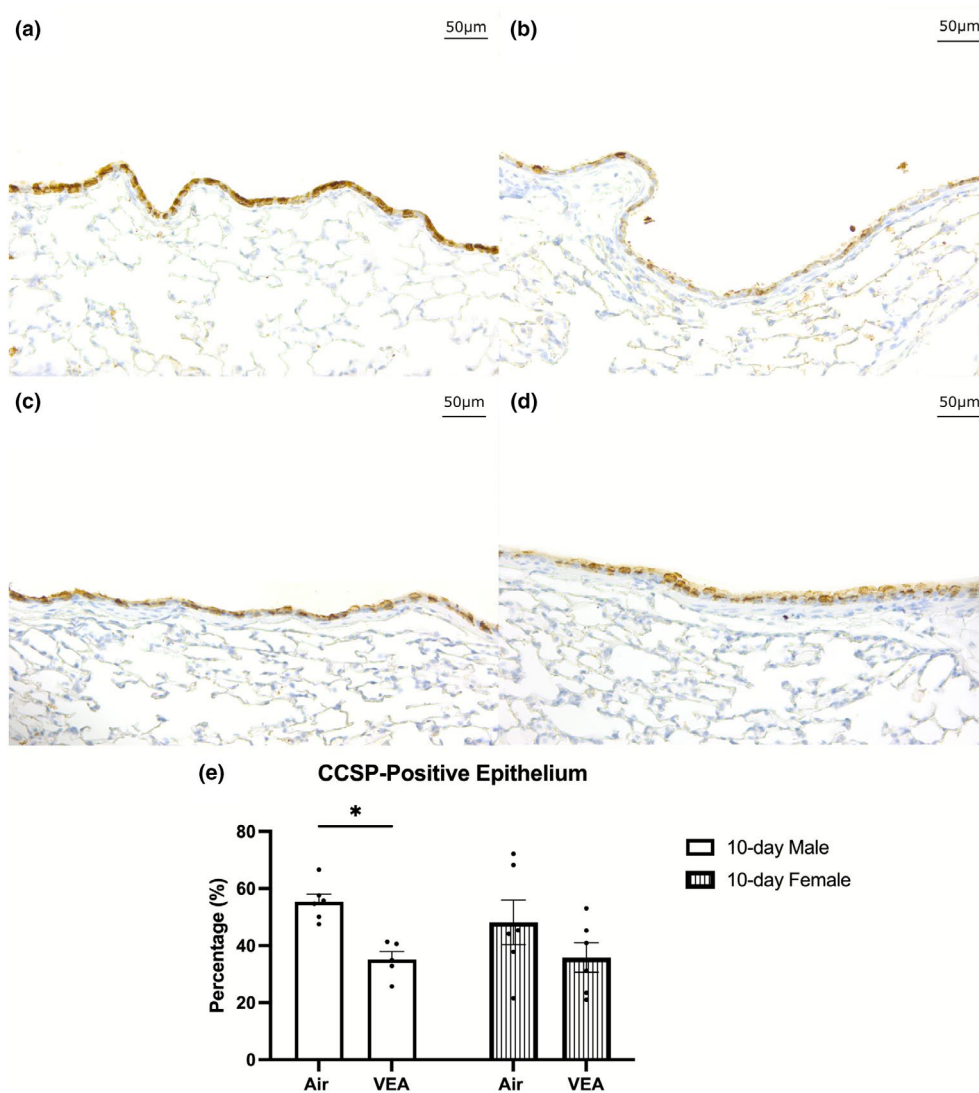 (a)
50µm
(b)
50µm
(c)
50µm
(d)
50µm
(e)
CCSP-Positive Epithelium
*
Percentage (%)
80
60
40
20
0
Air
VEA
Air
VEA
10-day Male
10-day Female